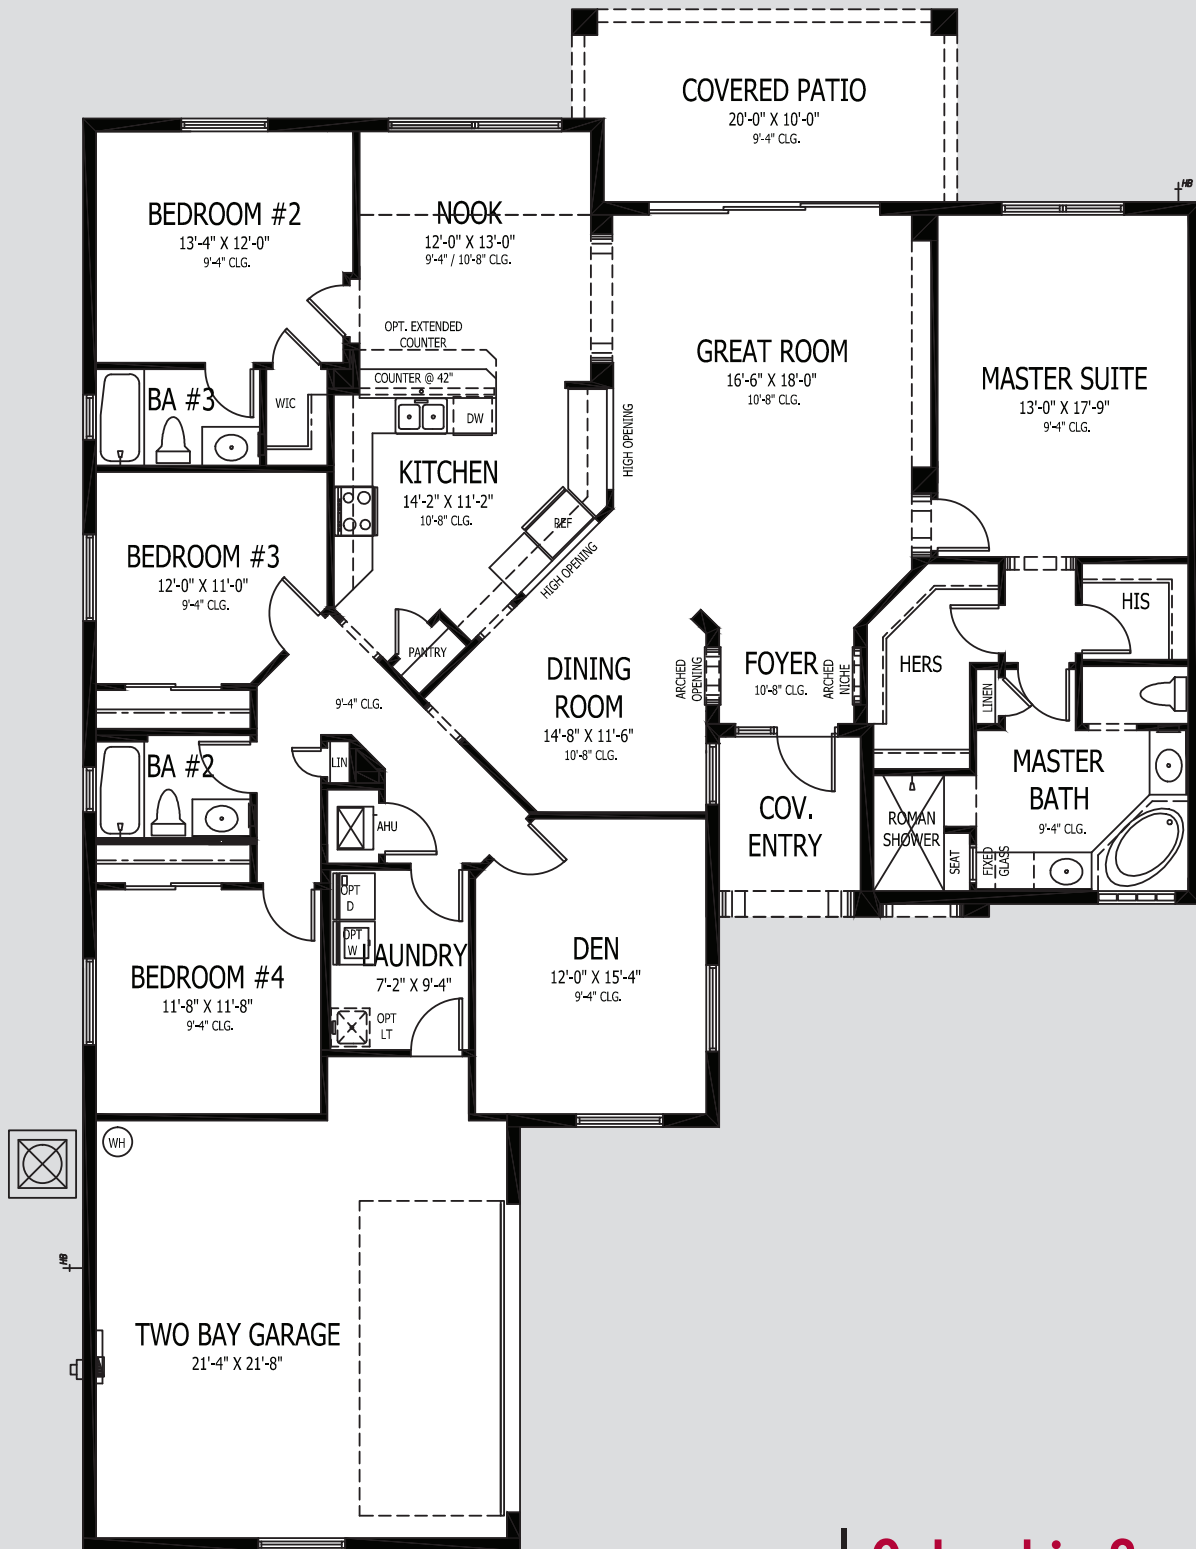 COVERED PATIO
20'-0" X 10'-0"
9'-4" CLG.
HB
BEDROOM #2
13'-4" X 12'-0"
9'-4" CLG.
NOOK
12'-0" X 13'-0"
9'-4" / 10'-8" CLG.
OPT. EXTENDED
COUNTER
COUNTER @ 42"
DW
GREAT ROOM
16'-6" X 18'-0"
10'-8" CLG.
MASTER SUITE
13'-0" X 17'-9"
9'-4" CLG.
BA #3
WIC
KITCHEN
14'-2" X 11'-2"
10'-8" CLG.
HIGH OPENING
REF
HIGH OPENING
BEDROOM #3
12'-0" X 11'-0"
9'-4" CLG.
PANTRY
9'-4" CLG.
DINING
ROOM
14'-8" X 11'-6"
10'-8" CLG.
ARCHED
OPENING
FOYER
10'-8" CLG.
ARCHED
NICHE
HERS
HIS
LINEN
HERS
BA #2
LIN
AHU
COV.
ENTRY
MASTER
BATH
9'-4" CLG.
ROMAN
SHOWER
SEAT
FIXED
GLASS
OPT
D
OPT
W
LAUNDRY
7'-2" X 9'-4"
OPT
LT
DEN
12'-0" X 15'-4"
9'-4" CLG.
BEDROOM #4
11'-8" X 11'-8"
9'-4" CLG.
WH
HB
TWO BAY GARAGE
21'-4" X 21'-8"